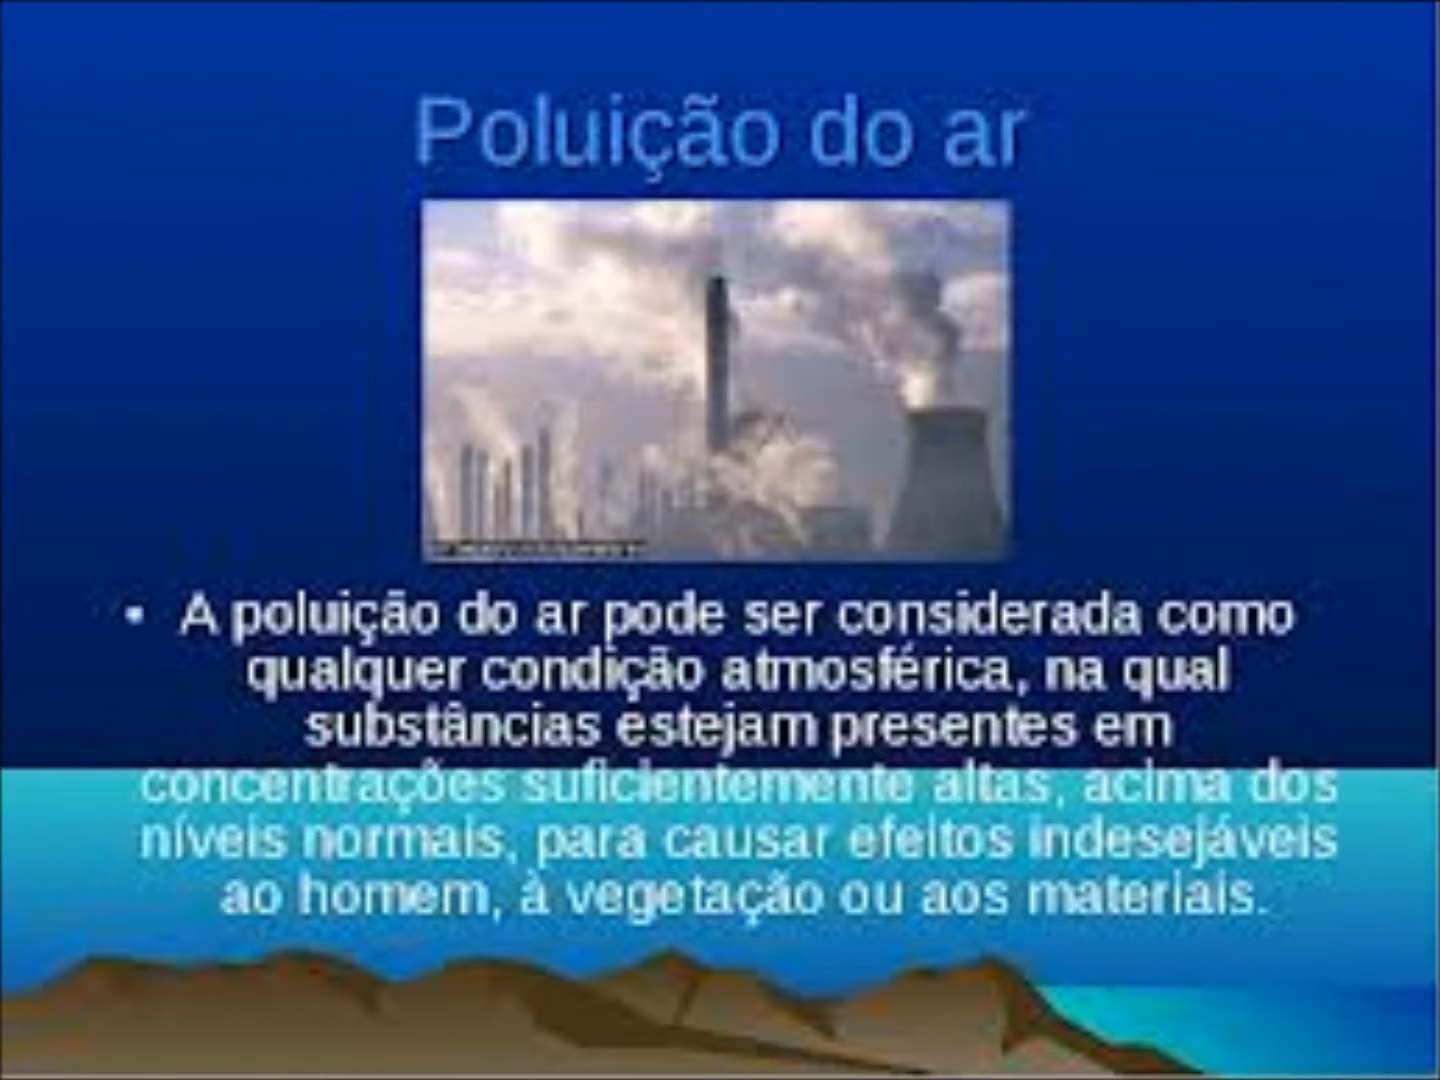 Poluição do ar
• A poluição do ar pode ser considerada como
qualquer condição atmosférica, na qual
substâncias estejam presentes em
concentrações suficientemente altas, acima dos
níveis normais, para causar efeitos indesejáveis
ao homem, à vegetação ou aos materiais.